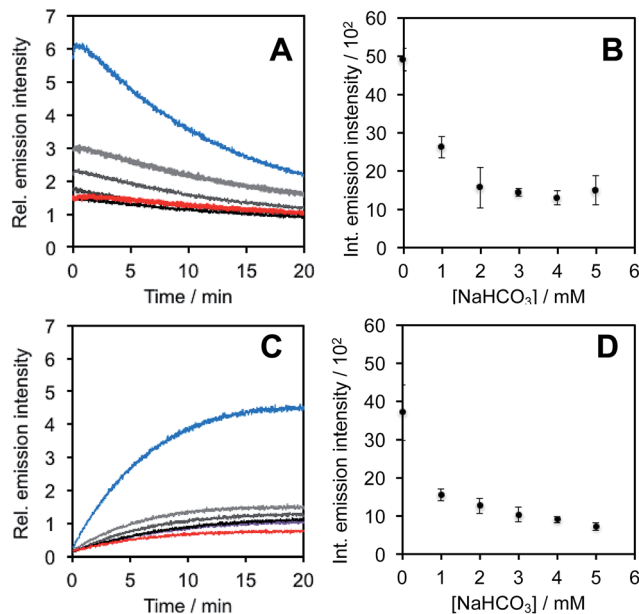 A
Rel. emission intensity
7
6
5
4
3
2
1
0
0 5 10 15 20
Time / min
B
Int. emission instensity / 10²
60
50
40
30
20
10
0
0 1 2 3 4 5 6
[NaHCO₃] / mM
C
Rel. emission intensity
7
6
5
4
3
2
1
0
0 5 10 15 20
Time / min
D
Int. emission intensity / 10²
60
50
40
30
20
10
0
0 1 2 3 4 5 6
[NaHCO₃] / mM